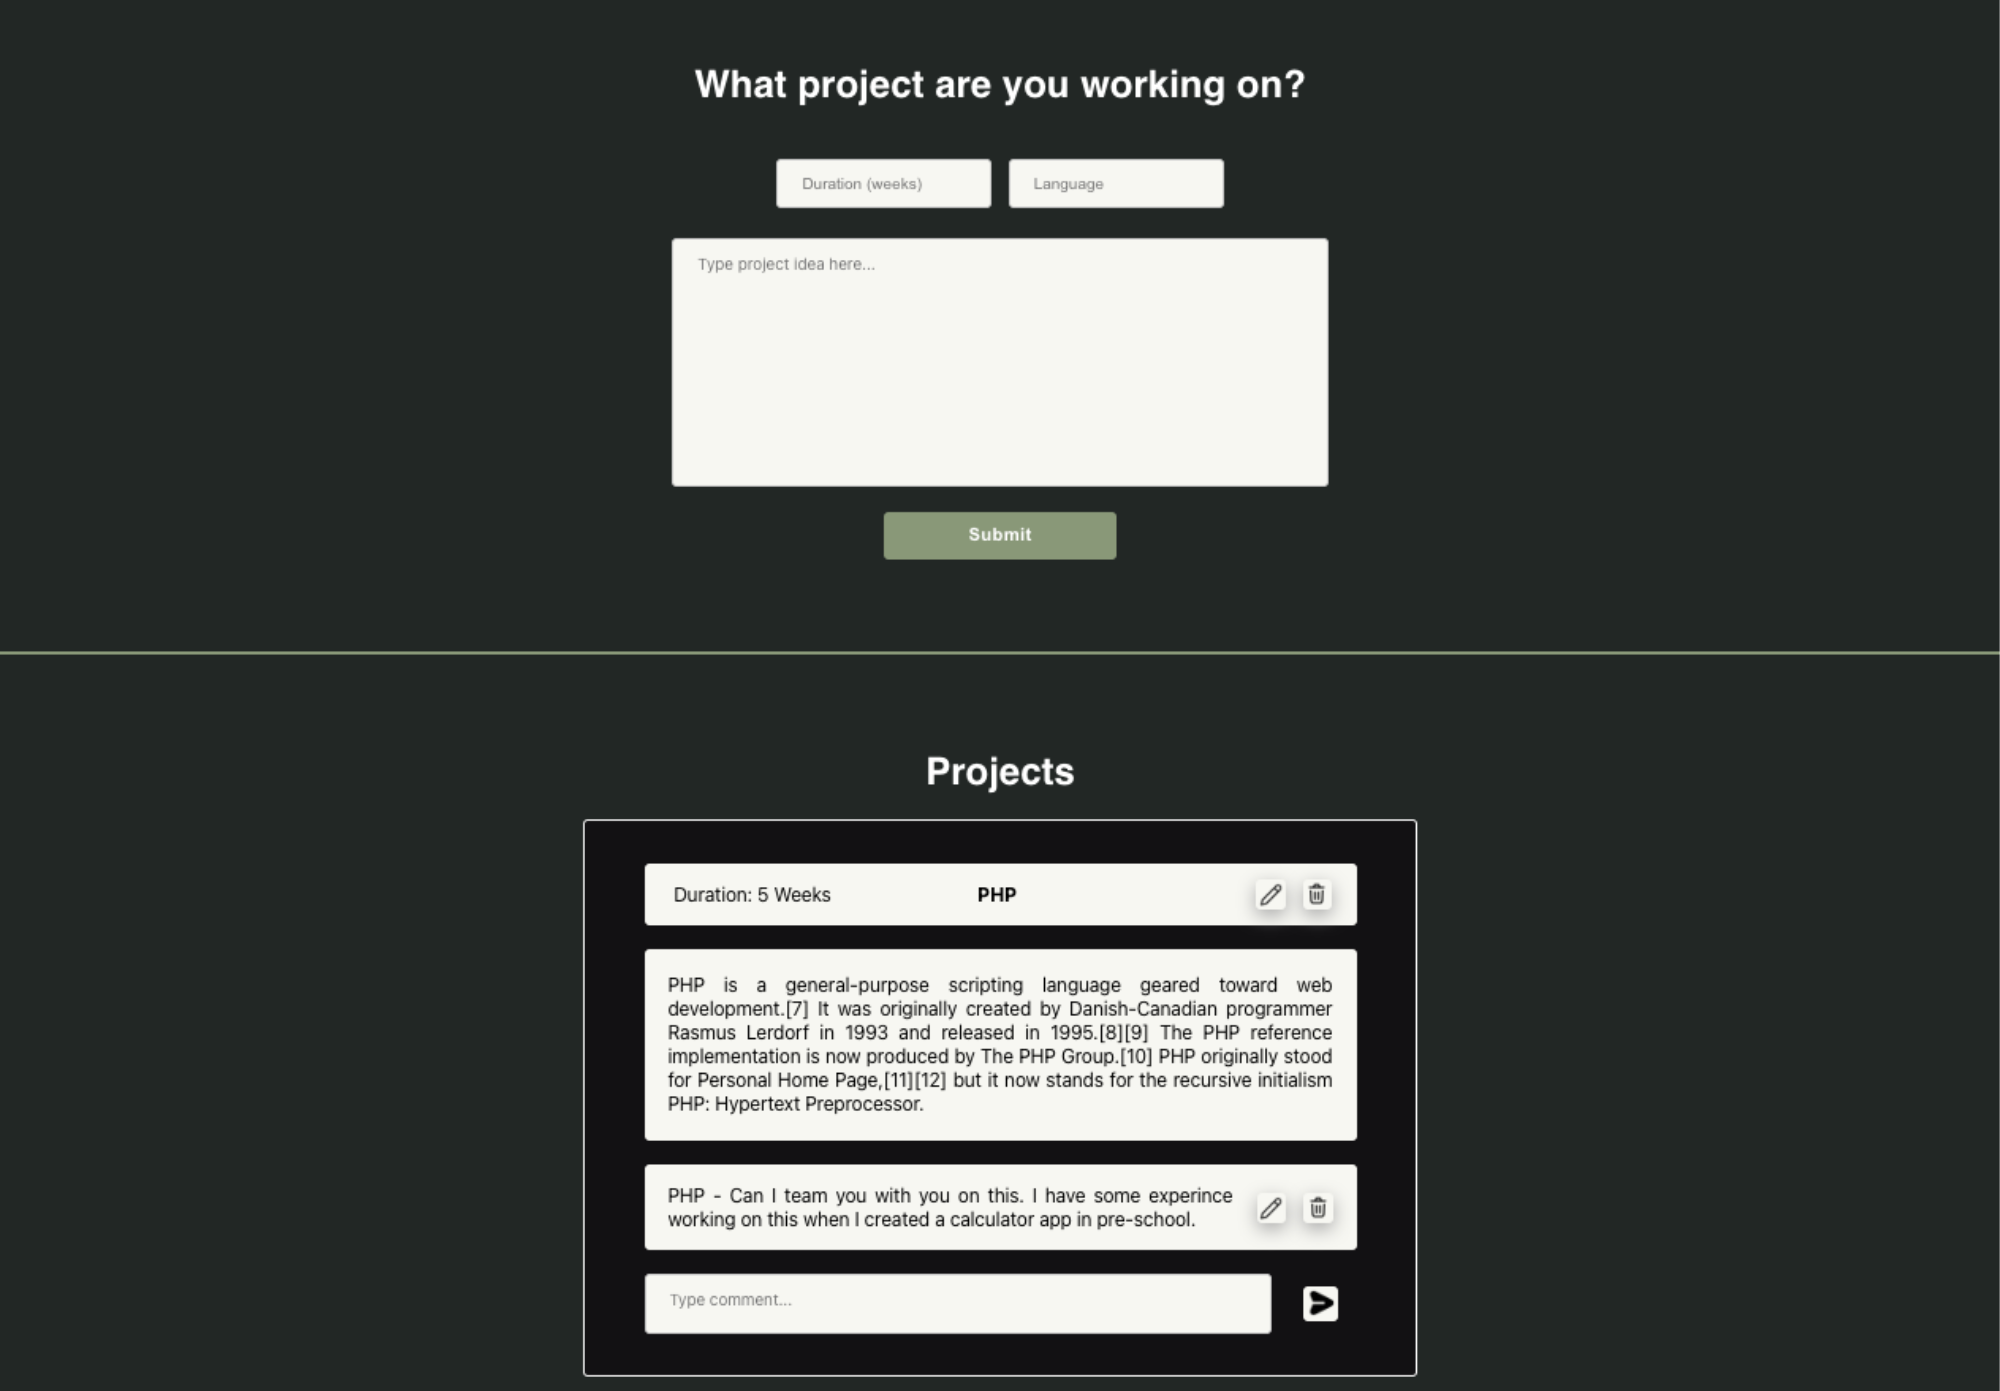 What project are you working on?
Duration (weeks) Language
Type project idea here...
Submit
Projects
Duration: 5 Weeks PHP
PHP is a general-purpose scripting language geared toward web
development.[7] It was originally created by Danish-Canadian programmer
Rasmus Lerdorf in 1993 and released in 1995.[8][9] The PHP reference
implementation is now produced by The PHP Group.[10] PHP originally stood
for Personal Home Page,[11][12] but it now stands for the recursive initialism
PHP: Hypertext Preprocessor.
PHP - Can I team you with you on this. I have some experince
working on this when I created a calculator app in pre-school.
Type comment...